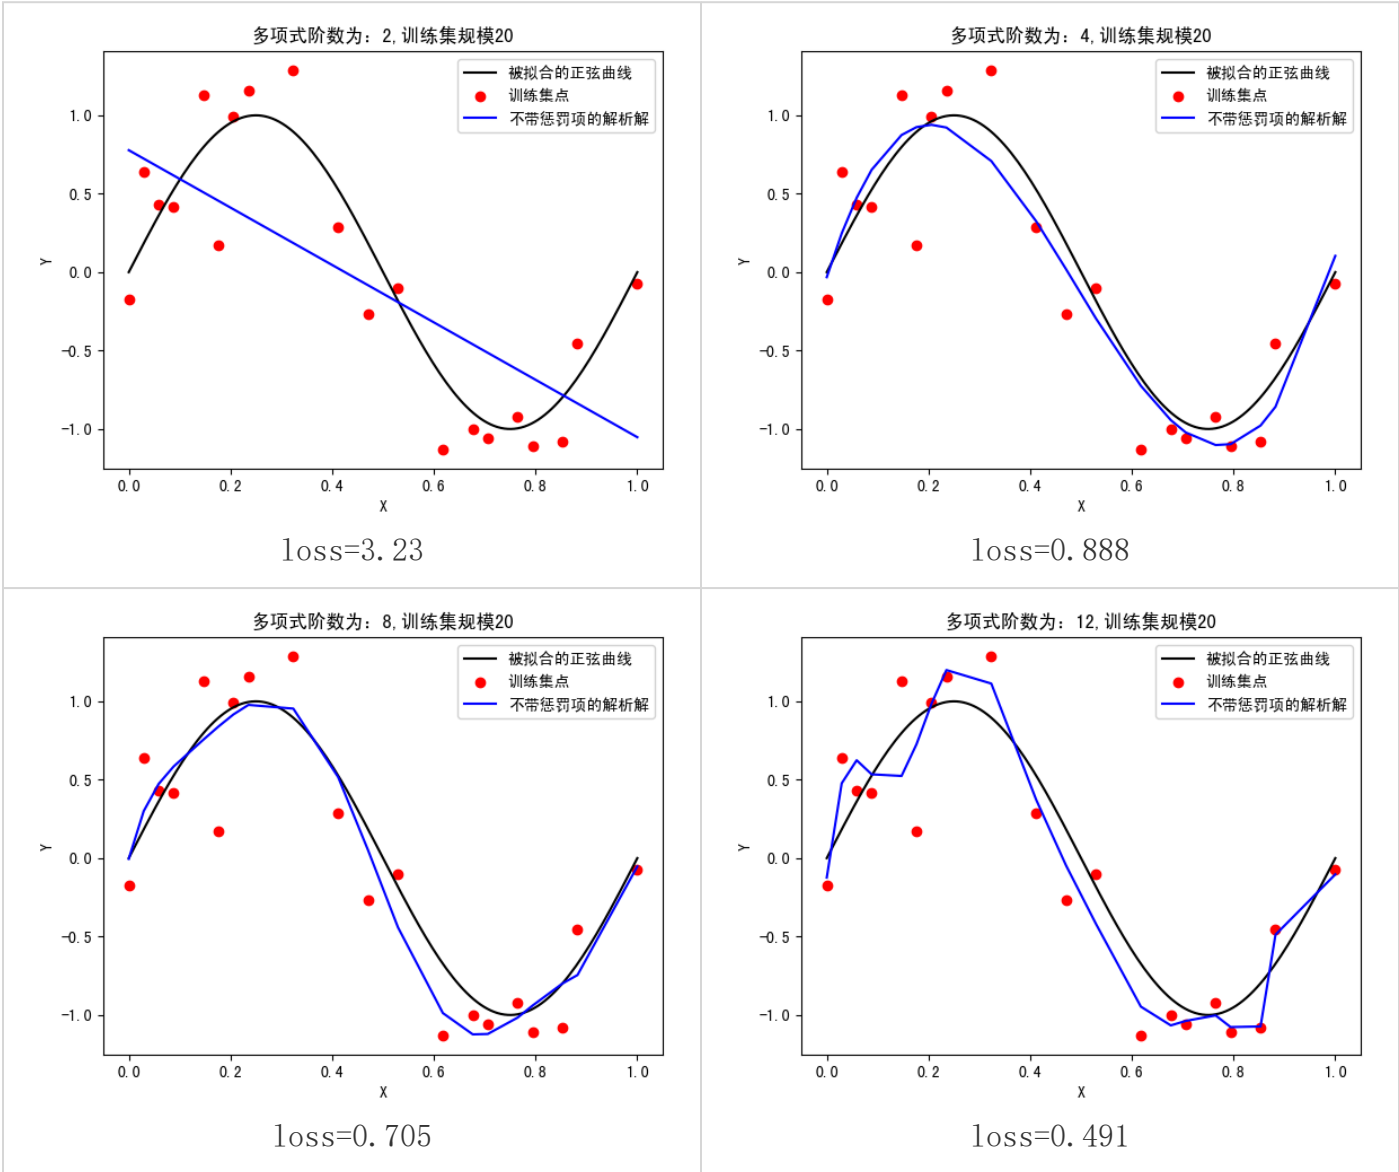 多项式阶数为：2,训练集规模20
被拟合的正弦曲线
训练集点
不带惩罚项的解析解
1.0
0.5
0.0
-0.5
-1.0
Y
0.0 0.2 0.4 0.6 0.8 1.0
X
loss=3.23
多项式阶数为：4,训练集规模20
被拟合的正弦曲线
训练集点
不带惩罚项的解析解
1.0
0.5
0.0
-0.5
-1.0
Y
0.0 0.2 0.4 0.6 0.8 1.0
X
loss=0.888
多项式阶数为：8,训练集规模20
被拟合的正弦曲线
训练集点
不带惩罚项的解析解
1.0
0.5
0.0
-0.5
-1.0
Y
0.0 0.2 0.4 0.6 0.8 1.0
X
loss=0.705
多项式阶数为：12,训练集规模20
被拟合的正弦曲线
训练集点
不带惩罚项的解析解
1.0
0.5
0.0
-0.5
-1.0
Y
0.0 0.2 0.4 0.6 0.8 1.0
X
loss=0.491